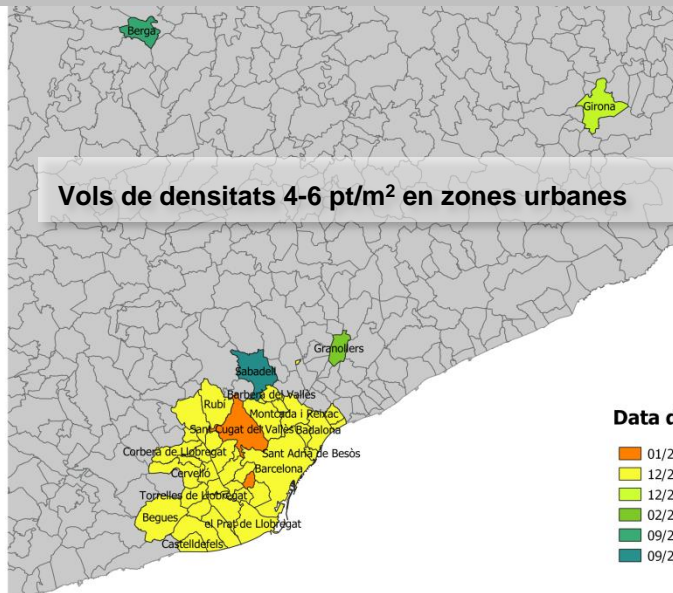 Berga
Girona
Vols de densitats 4-6 pt/m² en zones urbanes
Granollers
Sabadell
Barberà del Vallès
Rubí
Montcada i Reixac
Sant Cugat del Vallès
Badalona
Corbera de Llobregat
Sant Adrià de Besòs
Cervelló
Barcelona
Torrelles de Llobregat
Begues
el Prat de Llobregat
Castelldefels
Data d
01/2
12/2
12/2
02/2
09/2
09/2